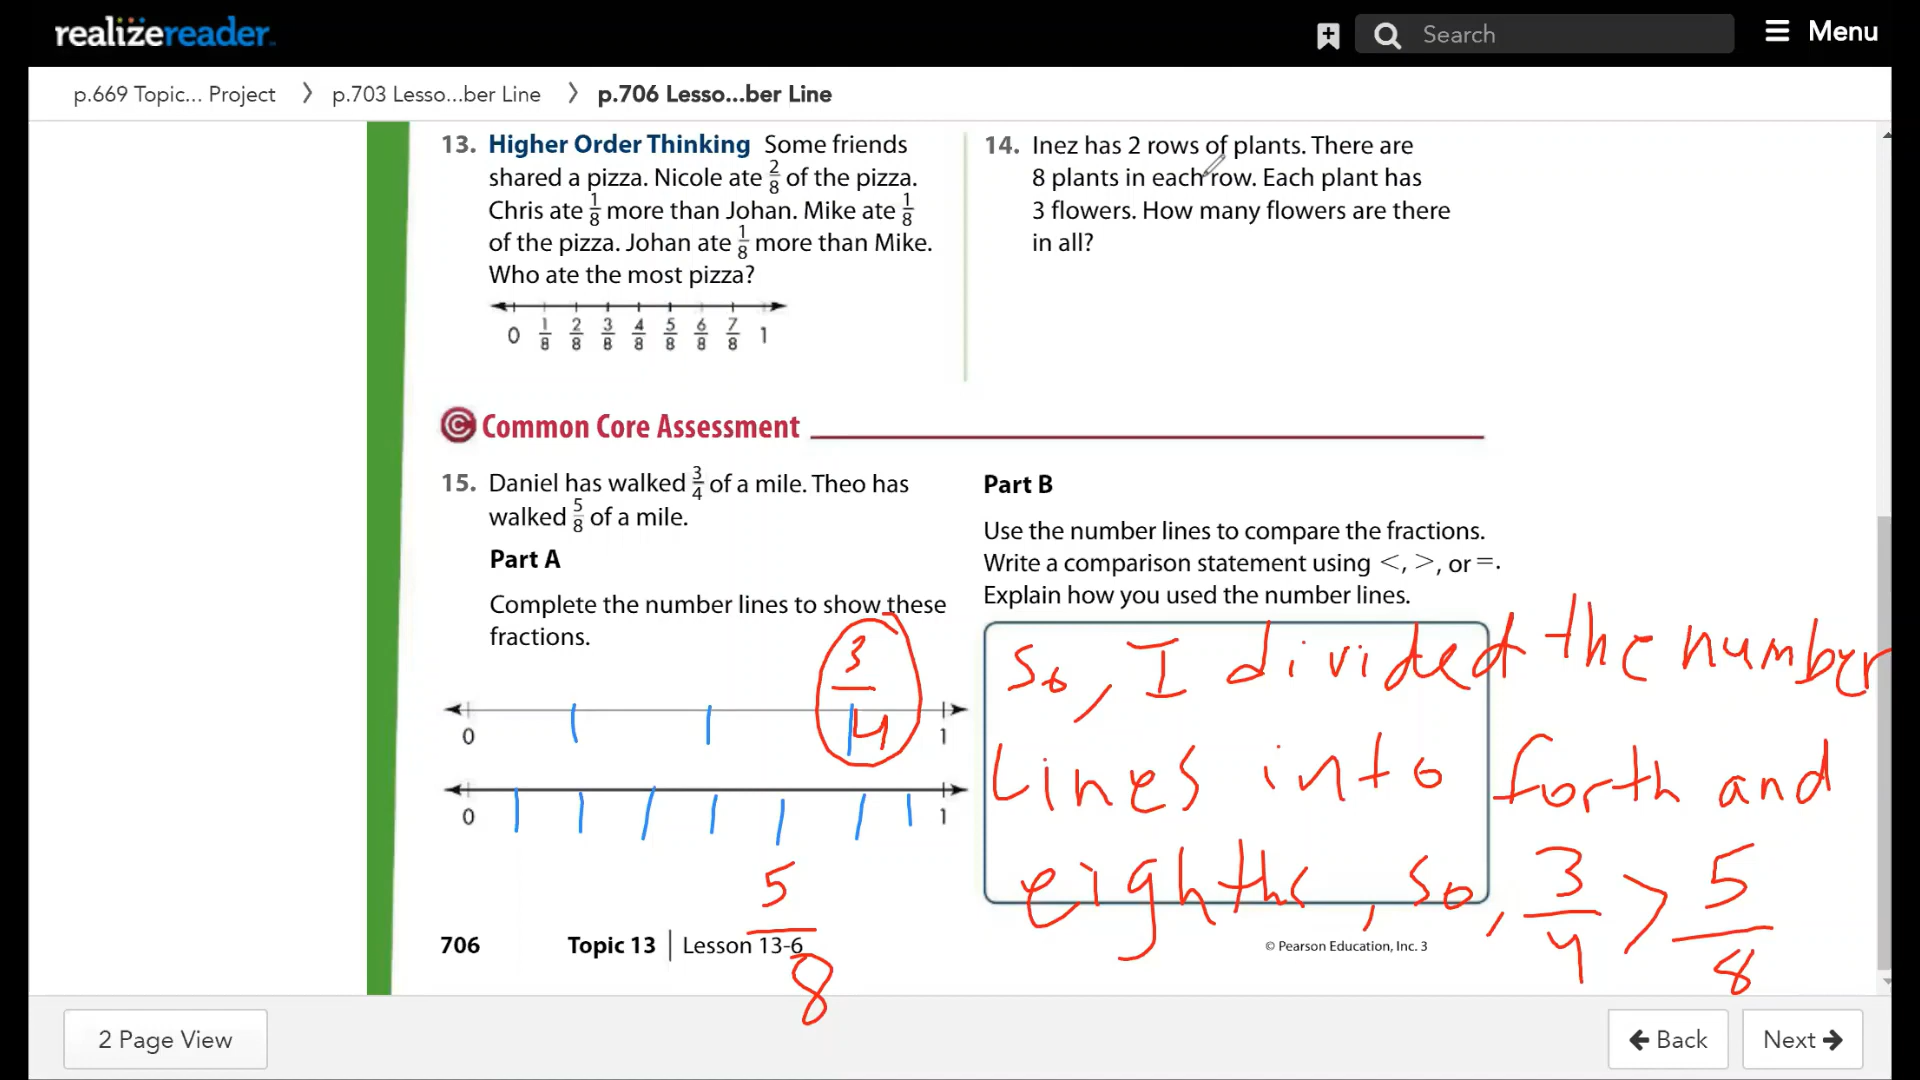 realizereader
Search
Menu
p.669 Topic... Project > p.703 Lesso...ber Line > p.706 Lesso...ber Line
13. Higher Order Thinking Some friends
shared a pizza. Nicole ate 2/8 of the pizza.
Chris ate 1/8 more than Johan. Mike ate 1/8
of the pizza. Johan ate 1/8 more than Mike.
Who ate the most pizza?
0 1/8 2/8 3/8 4/8 5/8 6/8 7/8 1
14. Inez has 2 rows of plants. There are
8 plants in each row. Each plant has
3 flowers. How many flowers are there
in all?
Common Core Assessment
15. Daniel has walked 3/4 of a mile. Theo has
walked 5/8 of a mile.
Part A
Complete the number lines to show these
fractions.
3/4
0 1
0 1
5/8
Part B
Use the number lines to compare the fractions.
Write a comparison statement using <, >, or =.
Explain how you used the number lines.
So, I divided the number
lines into forth and
eighths, so, 3/4 > 5/8
706 Topic 13 | Lesson 13-6
© Pearson Education, Inc. 3
2 Page View
Back
Next